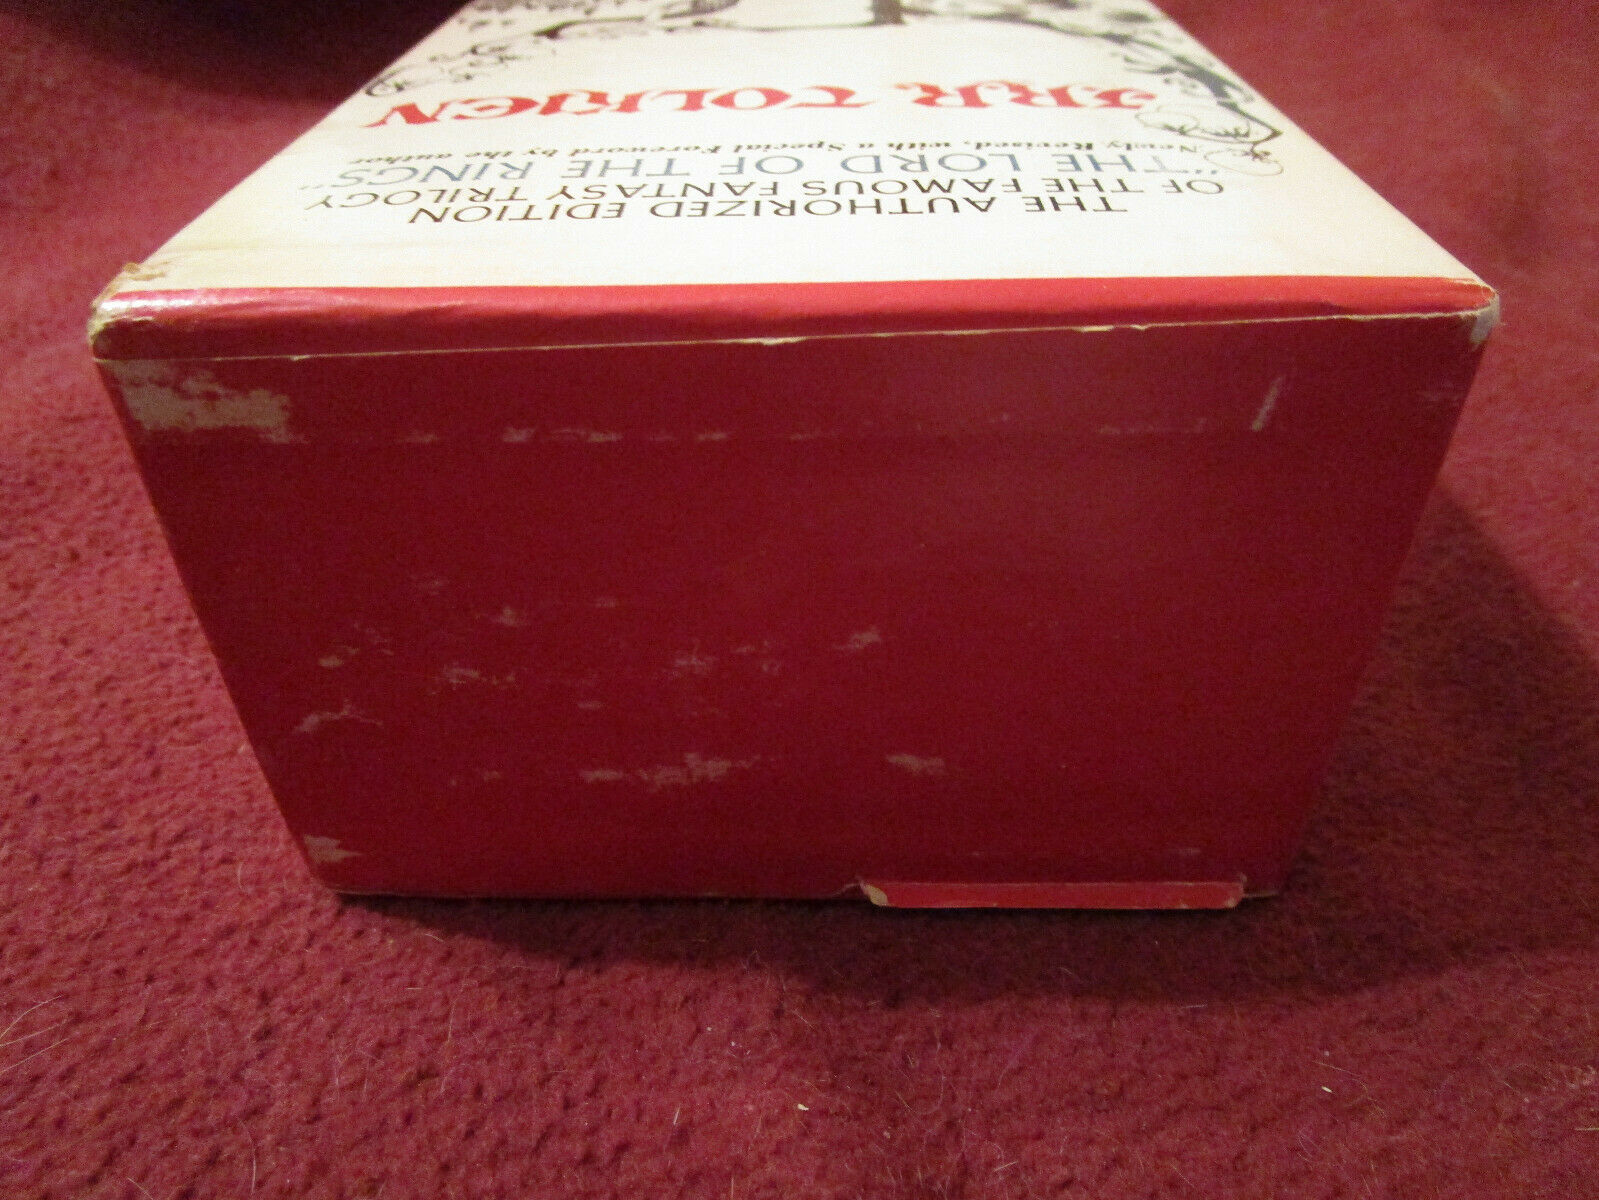 THE AUTHORIZED EDITION
OF THE FAMOUS FANTASY TRILOGY
"THE LORD OF THE RINGS"
Newly Revised, with a Special Foreword by the author
J.R.R. TOLKIEN